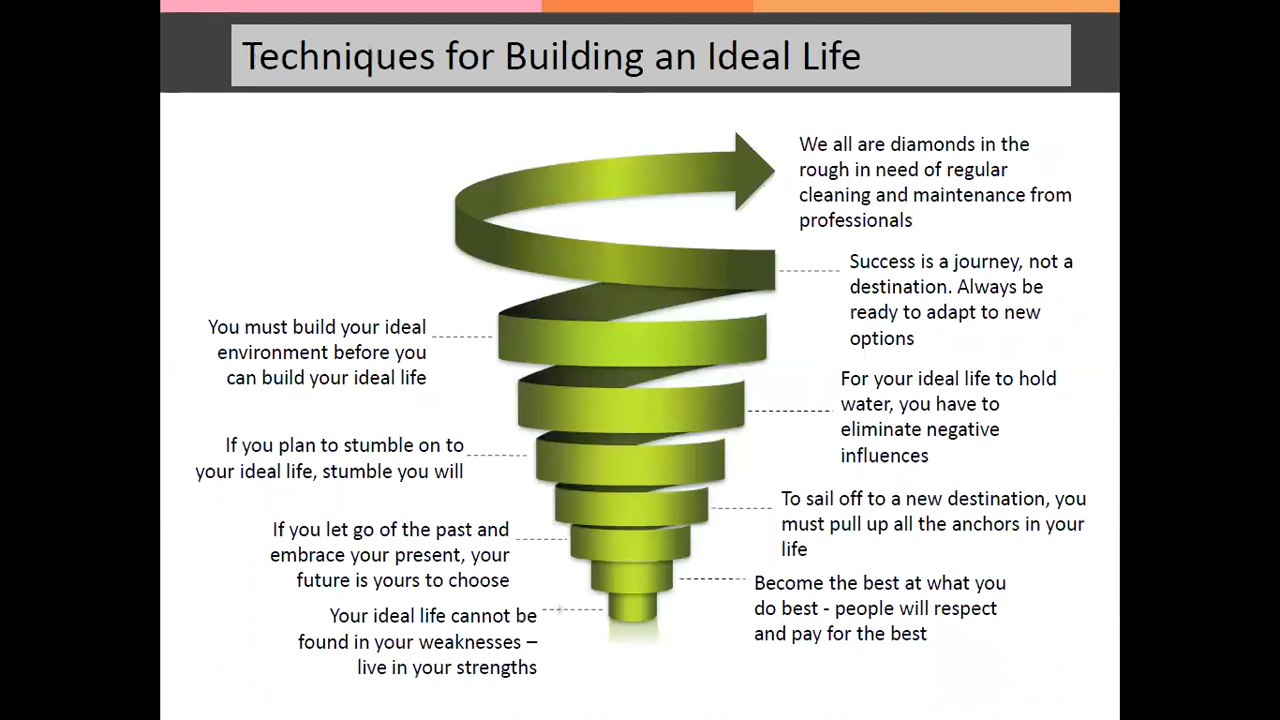 Techniques for Building an Ideal Life
We all are diamonds in the
rough in need of regular
cleaning and maintenance from
professionals
Success is a journey, not a
destination. Always be
ready to adapt to new
options
You must build your ideal
environment before you
can build your ideal life
For your ideal life to hold
water, you have to
eliminate negative
influences
If you plan to stumble on to
your ideal life, stumble you will
To sail off to a new destination, you
must pull up all the anchors in your
life
If you let go of the past and
embrace your present, your
future is yours to choose
Become the best at what you
do best - people will respect
and pay for the best
Your ideal life cannot be
found in your weaknesses –
live in your strengths